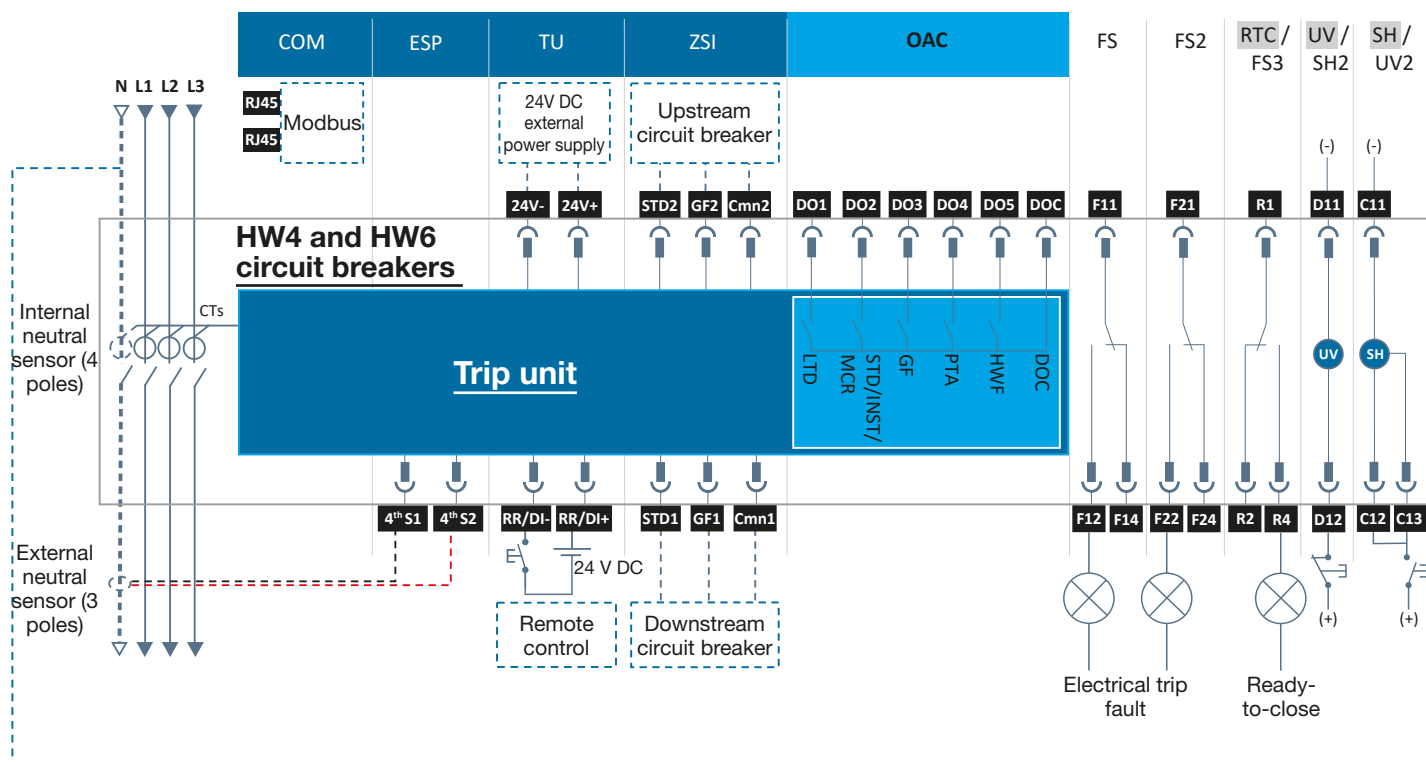 COM ESP TU ZSI OAC FS FS2 RTC / UV / SH /
FS3 SH2 UV2
N L1 L2 L3
RJ45
RJ45
Modbus
24V DC
external
power supply
Upstream
circuit breaker
(-) (-)
24V- 24V+ STD2 GF2 Cmn2 DO1 DO2 DO3 DO4 DO5 DOC F11 F21 R1 D11 C11
HW4 and HW6
circuit breakers
Internal
neutral
sensor (4
poles)
CTs
Trip unit
LTD
STD/INST/
MCR
GF
PTA
HWF
DOC
UV SH
4th S1 4th S2 RR/DI- RR/DI+ STD1 GF1 Cmn1 F12 F14 F22 F24 R2 R4 D12 C12 C13
External
neutral
sensor (3
poles)
24 V DC
(+) (+)
Remote
control
Downstream
circuit breaker
Electrical trip
fault
Ready-
to-close